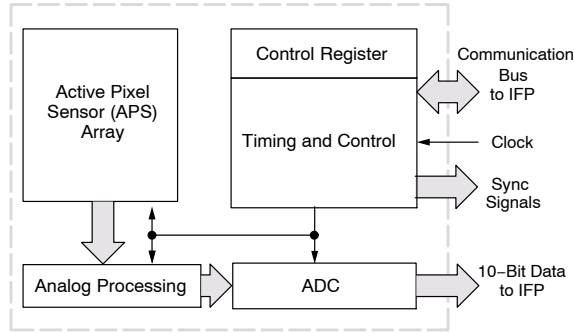 Active Pixel
Sensor (APS)
Array
Control Register
Timing and Control
Communication
Bus
to IFP
Clock
Sync
Signals
Analog Processing
ADC
10−Bit Data
to IFP